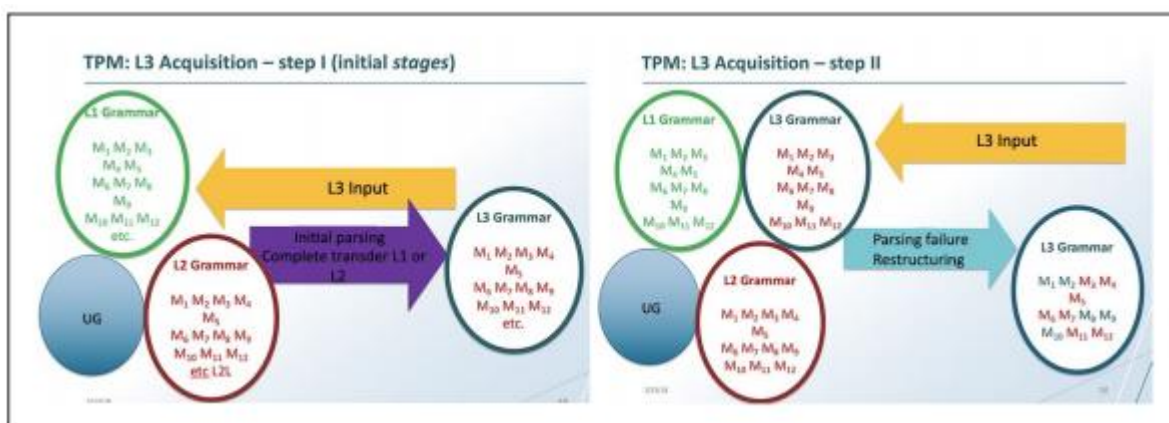 TPM: L3 Acquisition – step I (initial stages)
L1 Grammar
M1 M2 M3
M4 M5
M6 M7 M8
M9
M10 M11 M12
etc.
L3 Input
Initial parsing
Complete transder L1 or
L2
L2 Grammar
M1 M2 M3 M4
M5
M6 M7 M8 M9
M10 M11 M12
etc L2L
UG
L3 Grammar
M1 M2 M3 M4
M5
M6 M7 M8 M9
M10 M11 M12
etc.
TPM: L3 Acquisition – step II
L1 Grammar
M1 M2 M3
M4 M5
M6 M7 M8
M9
M10 M11 M12
L3 Grammar
M1 M2 M3
M4 M5
M6 M7 M8
M9
M10 M11 M12
L3 Input
Parsing failure
Restructuring
UG
L2 Grammar
M1 M2 M3 M4
M5
M6 M7 M8 M9
M10 M11 M12
L3 Grammar
M1 M2 M3 M4
M5
M6 M7 M8 M9
M10 M11 M12